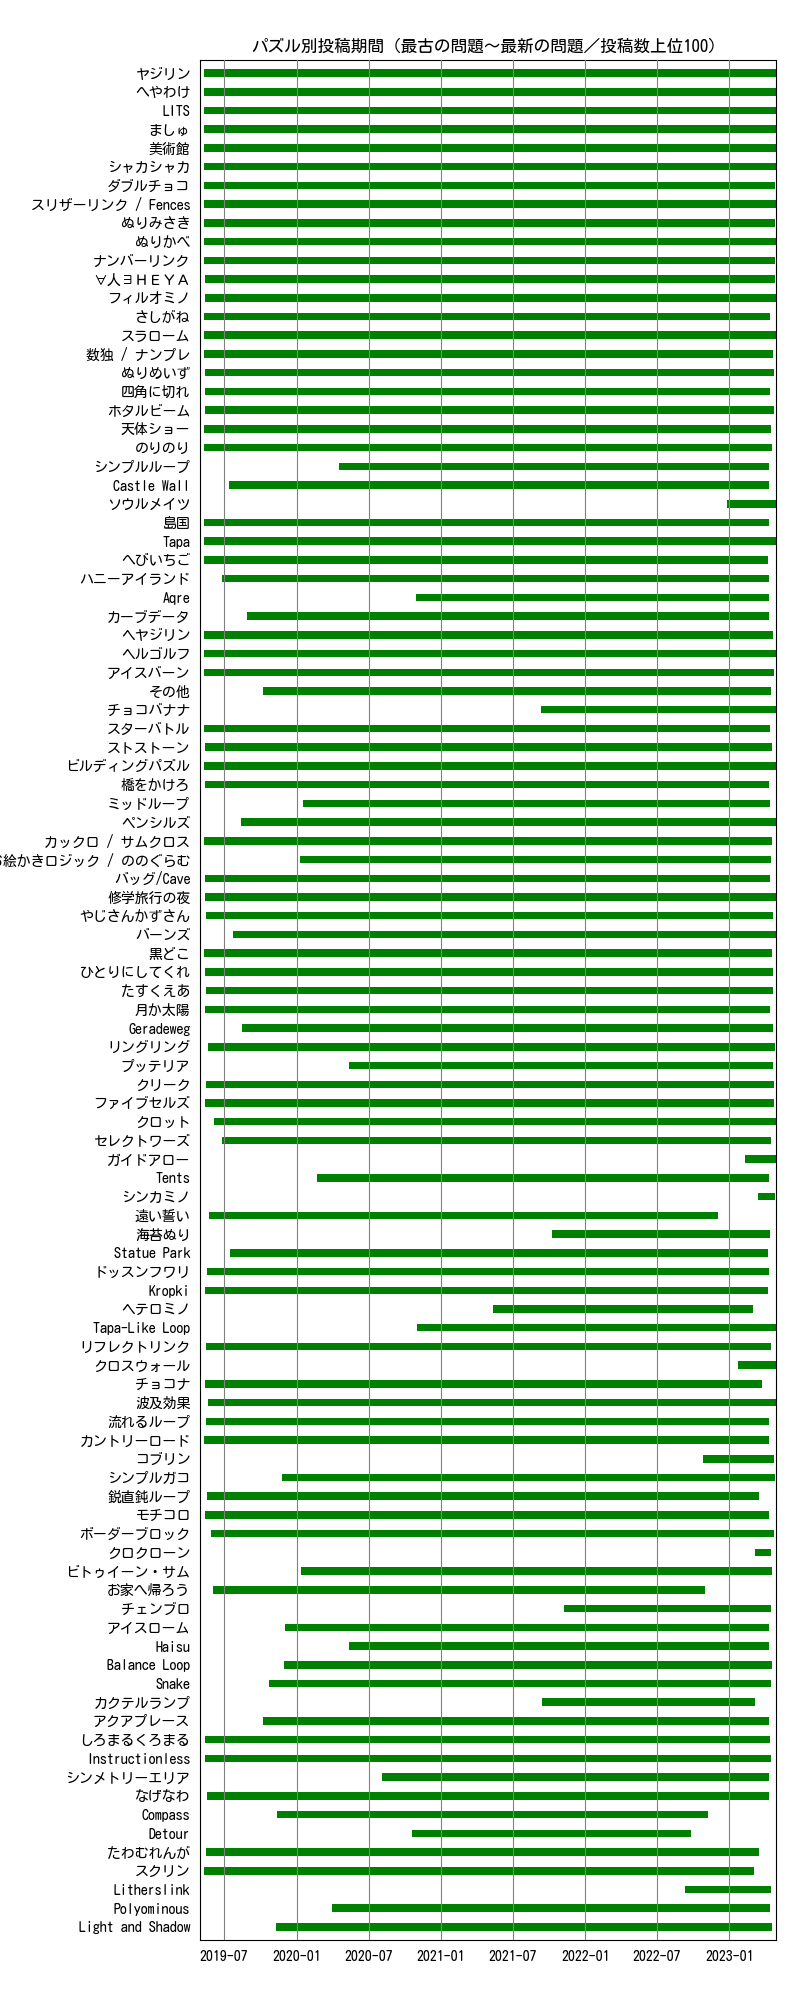 パズル別投稿期間（最古の問題～最新の問題／投稿数上位100）
ヤジリン
へやわけ
LITS
ましゅ
美術館
シャカシャカ
ダブルチョコ
スリザーリンク / Fences
ぬりみさき
ぬりかべ
ナンバーリンク
∀人∃ＨＥＹＡ
フィルオミノ
さしがね
スラローム
数独 / ナンプレ
ぬりめいず
四角に切れ
ホタルビーム
天体ショー
のりのり
シンプルループ
Castle Wall
ソウルメイツ
島国
Tapa
へびいちご
ハニーアイランド
Aqre
カーブデータ
ヘヤジリン
ヘルゴルフ
アイスバーン
その他
チョコバナナ
スターバトル
ストストーン
ビルディングパズル
橋をかけろ
ミッドループ
ペンシルズ
カックロ / サムクロス
絵かきロジック / ののぐらむ
バッグ/Cave
修学旅行の夜
やじさんかずさん
バーンズ
黒どこ
ひとりにしてくれ
たすくえあ
月か太陽
Geradeweg
リングリング
プッテリア
クリーク
ファイブセルズ
クロット
セレクトワーズ
ガイドアロー
Tents
シンカミノ
遠い誓い
海苔ぬり
Statue Park
ドッスンフワリ
Kropki
ヘテロミノ
Tapa-Like Loop
リフレクトリンク
クロスウォール
チョコナ
波及効果
流れるループ
カントリーロード
コブリン
シンプルガコ
鋭直鈍ループ
モチコロ
ボーダーブロック
クロクローン
ビトゥイーン・サム
お家へ帰ろう
チェンブロ
アイスローム
Haisu
Balance Loop
Snake
カクテルランプ
アクアプレース
しろまるくろまる
Instructionless
シンメトリーエリア
なげなわ
Compass
Detour
たわむれんが
スクリン
Litherslink
Polyominous
Light and Shadow
2019-07 2020-01 2020-07 2021-01 2021-07 2022-01 2022-07 2023-01